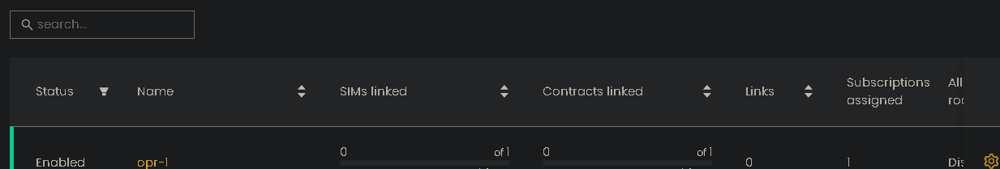 search...
Status Name SIMs linked Contracts linked Links Subscriptions assigned All
Enabled opr-1 0 of 1 0 of 1 0 1